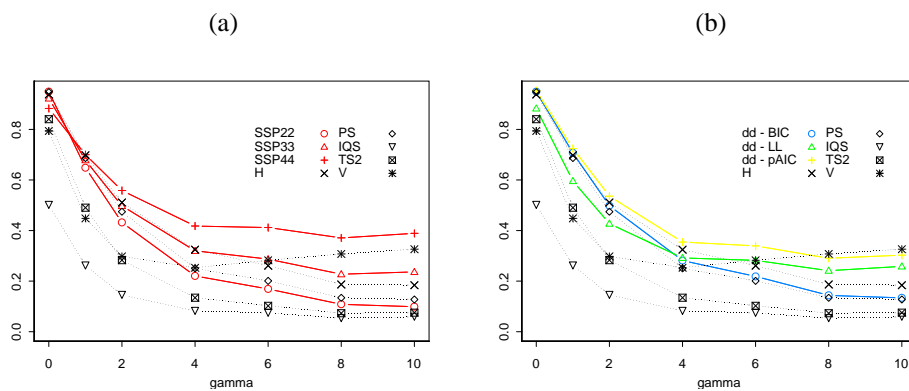 (a)
(b)
0.0 0.2 0.4 0.6 0.8
SSP22 PS
SSP33 IQS
SSP44 TS2
H V
0 2 4 6 8 10
gamma
0.0 0.2 0.4 0.6 0.8
dd - BIC PS
dd - LL IQS
dd - pAIC TS2
H V
0 2 4 6 8 10
gamma